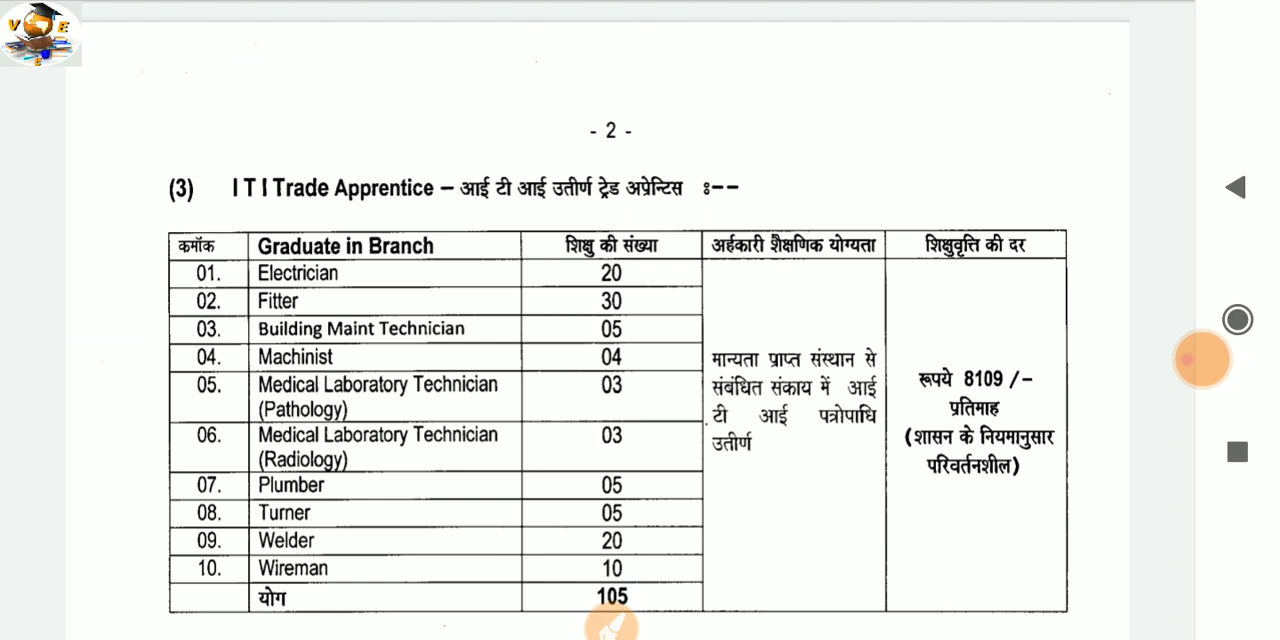 V E
E
- 2 -
(3) I T I Trade Apprentice – आई टी आई उतीर्ण ट्रेड अप्रेन्टिस ः--
कमॉक Graduate in Branch शिक्षु की संख्या अर्हकारी शैक्षणिक योग्यता शिक्षुवृत्ति की दर
01. Electrician 20
02. Fitter 30
03. Building Maint Technician 05
04. Machinist 04
05. Medical Laboratory Technician 03
(Pathology)
06. Medical Laboratory Technician 03
(Radiology)
07. Plumber 05
08. Turner 05
09. Welder 20
10. Wireman 10
योग 105
मान्यता प्राप्त संस्थान से
संबंधित संकाय में आई
टी आई पत्रोपाधि
उतीर्ण
रूपये 8109 /–
प्रतिमाह
(शासन के नियमानुसार
परिवर्तनशील)